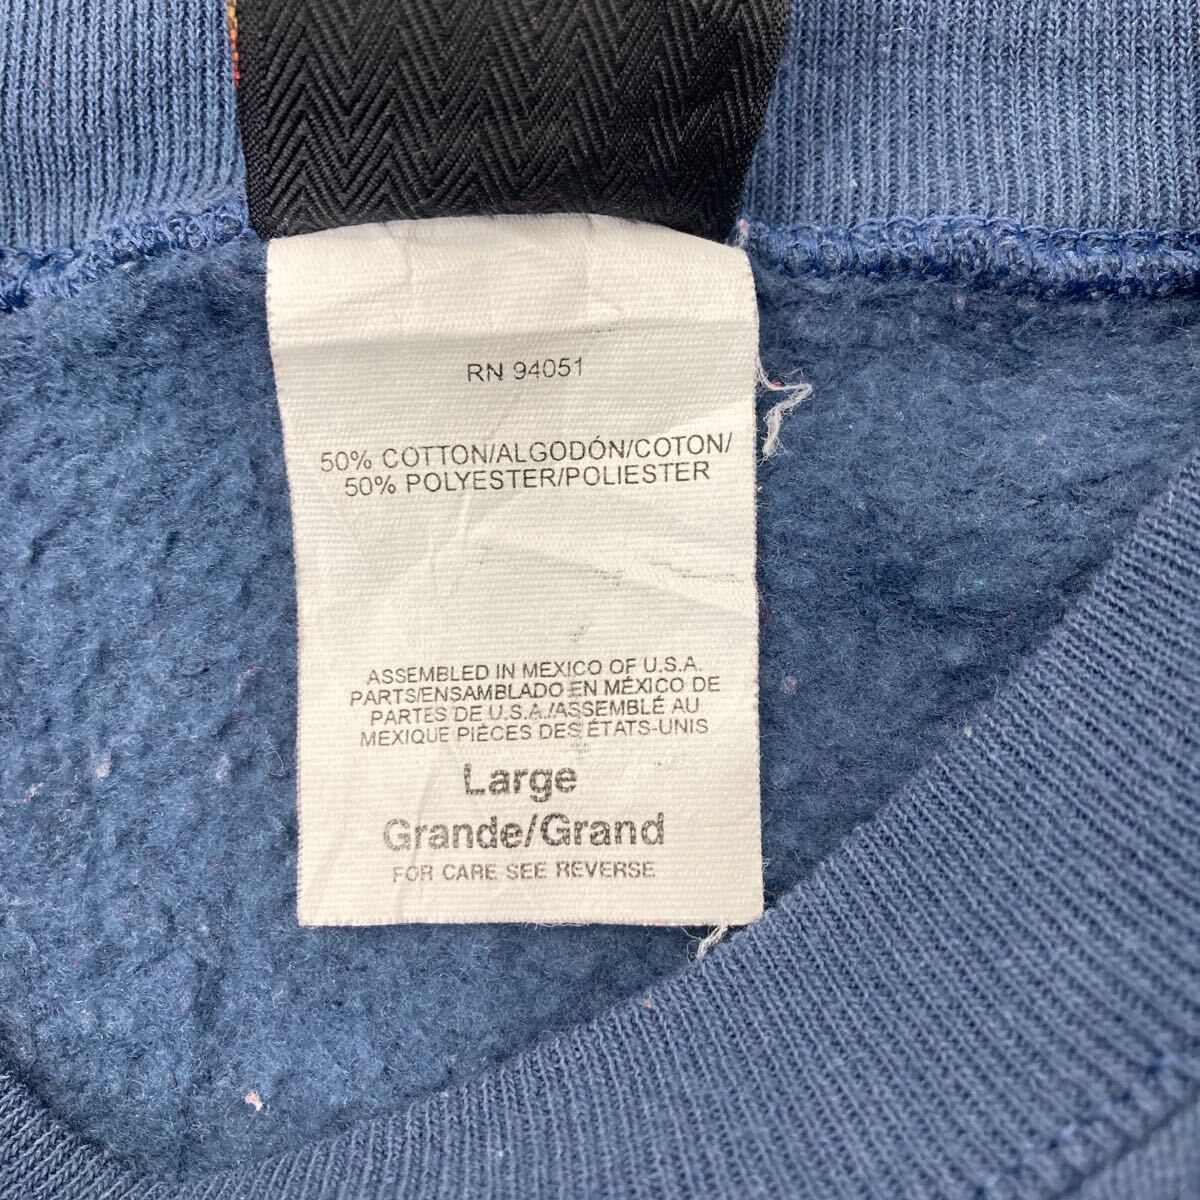 RN 94051
50% COTTON/ALGODÓN/COTON/
50% POLYESTER/POLIESTER
ASSEMBLED IN MEXICO OF U.S.A.
PARTS/ENSAMBLADO EN MÉXICO DE
PARTES DE U.S.A./ASSEMBLÉ AU
MEXIQUE PIÈCES DES ÉTATS-UNIS
Large
Grande/Grand
FOR CARE SEE REVERSE